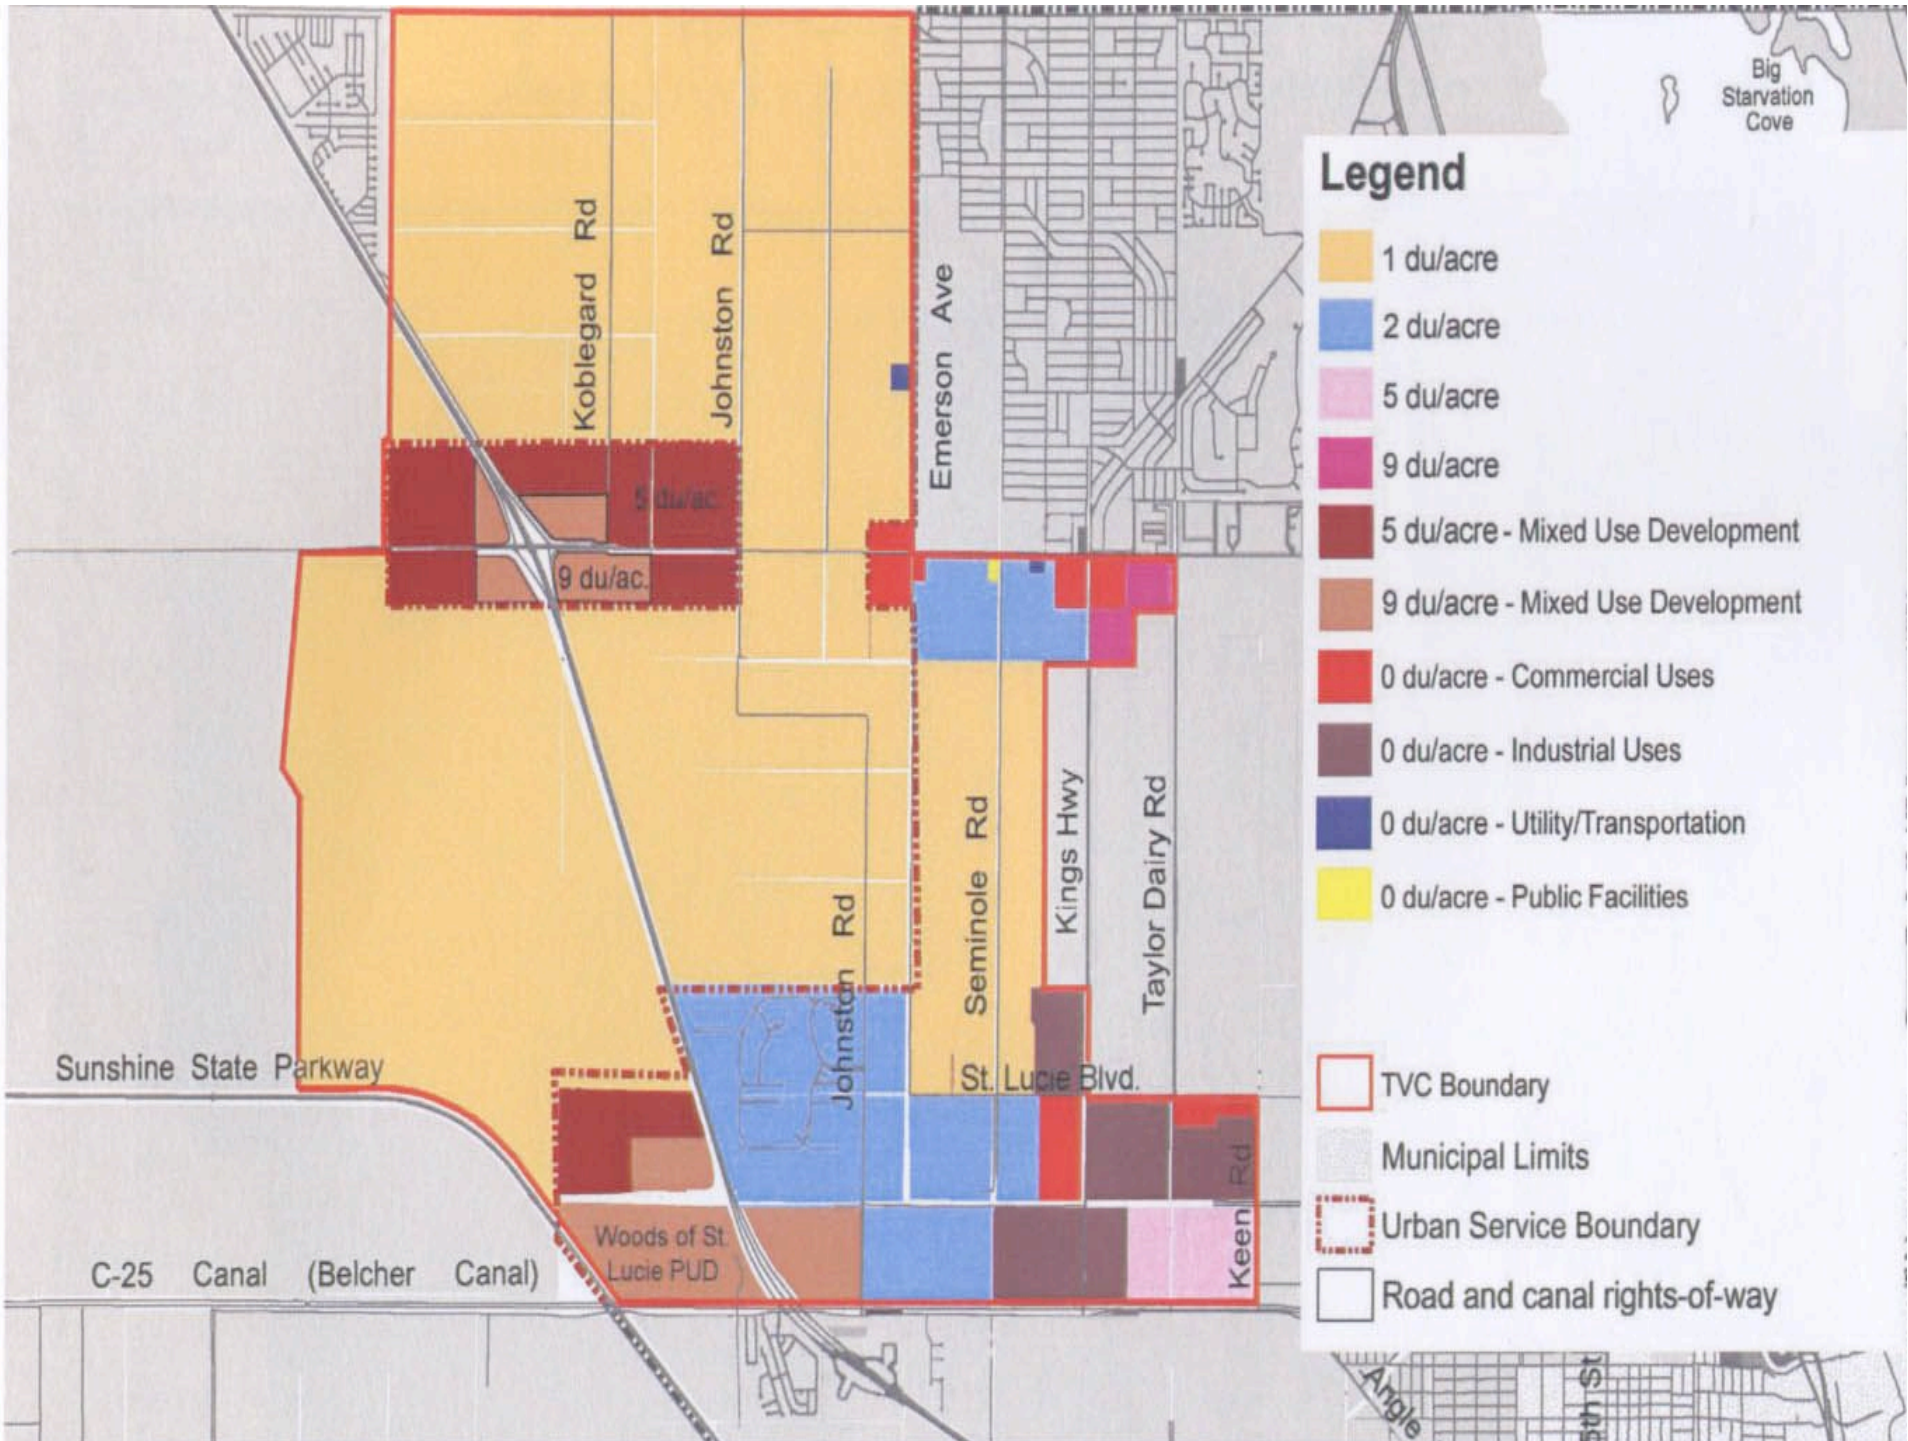 Big
Starvation
Cove
Legend
1 du/acre
2 du/acre
5 du/acre
9 du/acre
5 du/acre - Mixed Use Development
9 du/acre - Mixed Use Development
0 du/acre - Commercial Uses
0 du/acre - Industrial Uses
0 du/acre - Utility/Transportation
0 du/acre - Public Facilities
TVC Boundary
Municipal Limits
Urban Service Boundary
Road and canal rights-of-way
Koblegard Rd
Johnston Rd
Emerson Ave
5 du/ac.
9 du/ac.
Seminole Rd
Kings Hwy
Taylor Dairy Rd
Johnston Rd
Sunshine State Parkway
St. Lucie Blvd.
Woods of St.
Lucie PUD
Keen Rd
C-25 Canal (Belcher Canal)
Angle